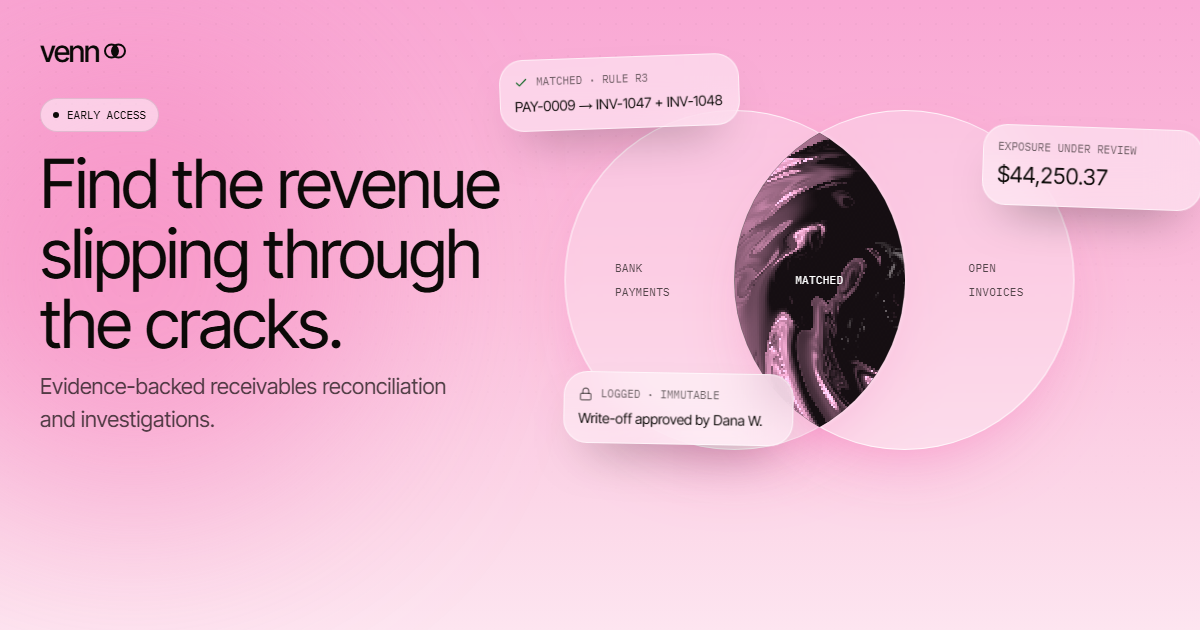 venn
EARLY ACCESS
Find the revenue
slipping through
the cracks.
Evidence-backed receivables reconciliation
and investigations.
MATCHED · RULE R3
PAY-0009 → INV-1047 + INV-1048
EXPOSURE UNDER REVIEW
$44,250.37
BANK
PAYMENTS
MATCHED
OPEN
INVOICES
LOGGED · IMMUTABLE
Write-off approved by Dana W.